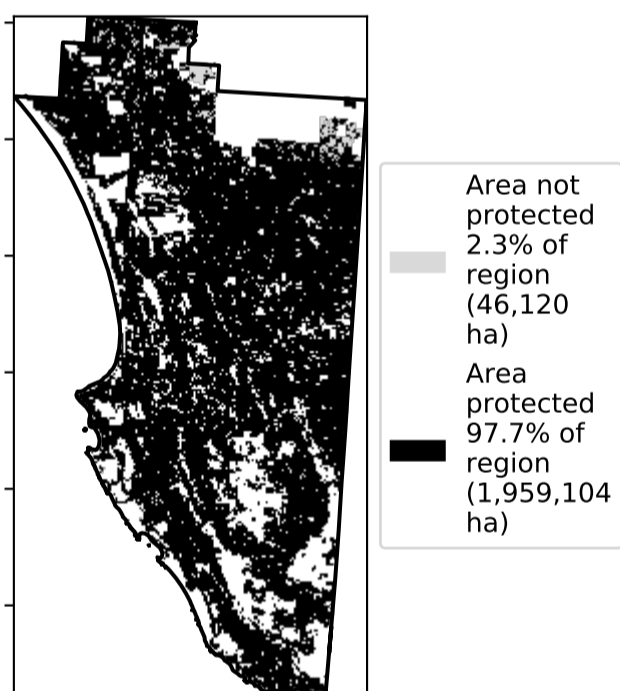 Area not
protected
2.3% of
region
(46,120
ha)
Area
protected
97.7% of
region
(1,959,104
ha)